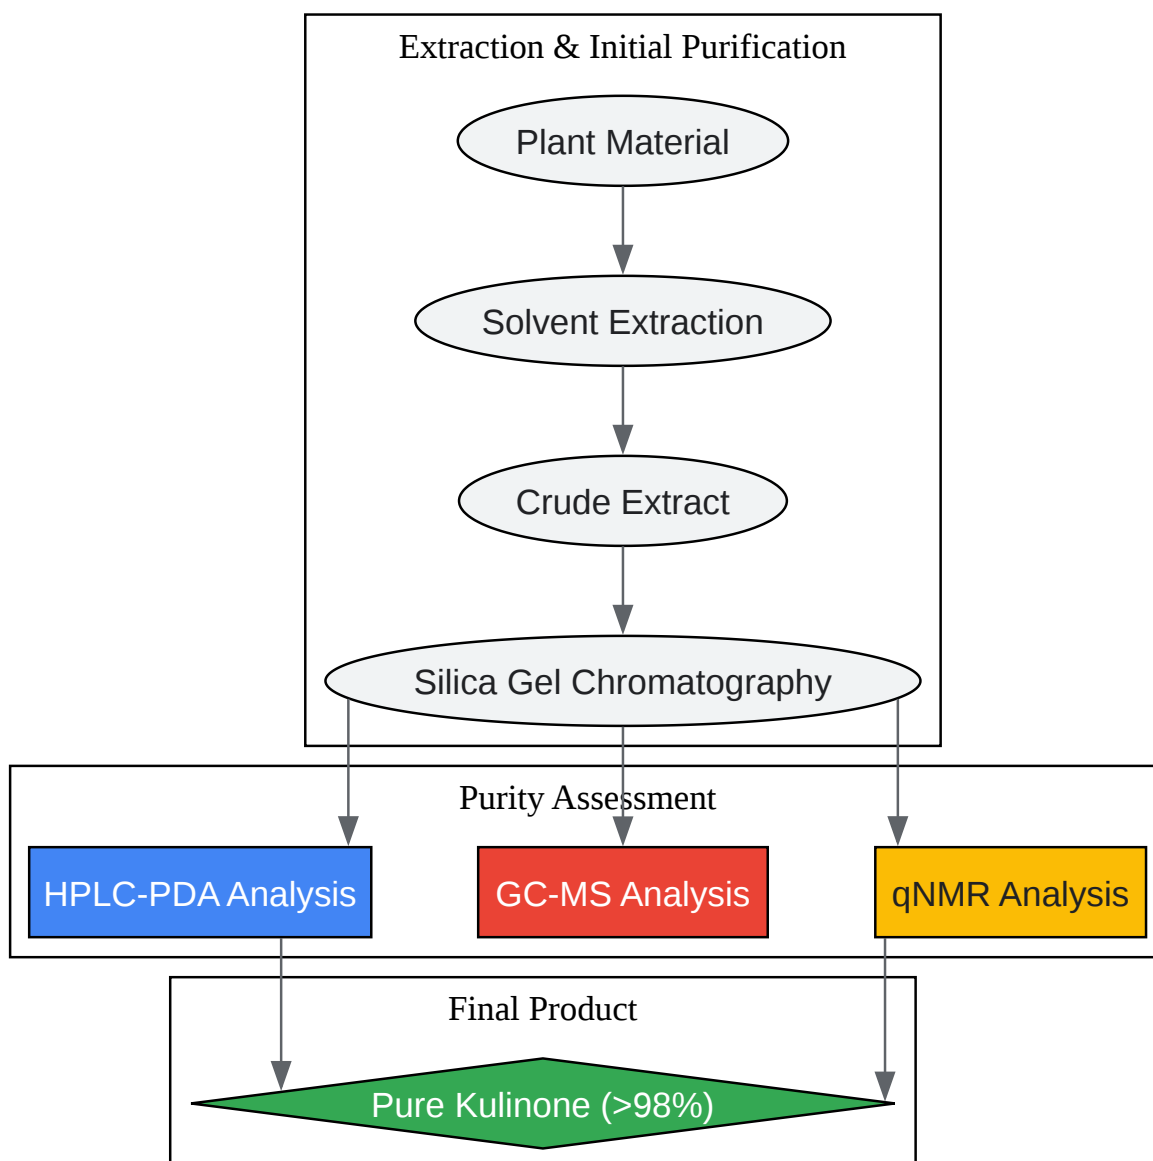 Extraction & Initial Purification
Plant Material
Solvent Extraction
Crude Extract
Silica Gel Chromatography
Purity Assessment
HPLC-PDA Analysis
GC-MS Analysis
qNMR Analysis
Final Product
Pure Kulinone (>98%)